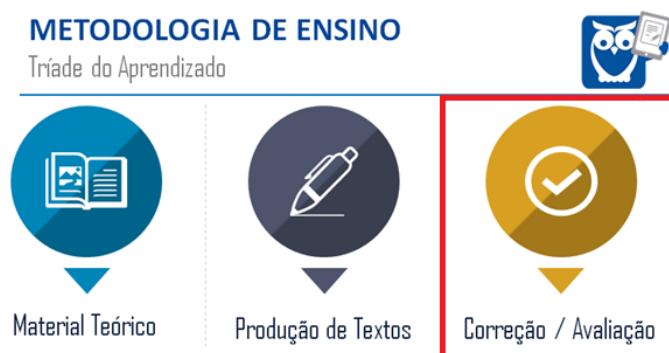 METODOLOGIA DE ENSINO
Tríade do Aprendizado
Material Teórico
Produção de Textos
Correção / Avaliação